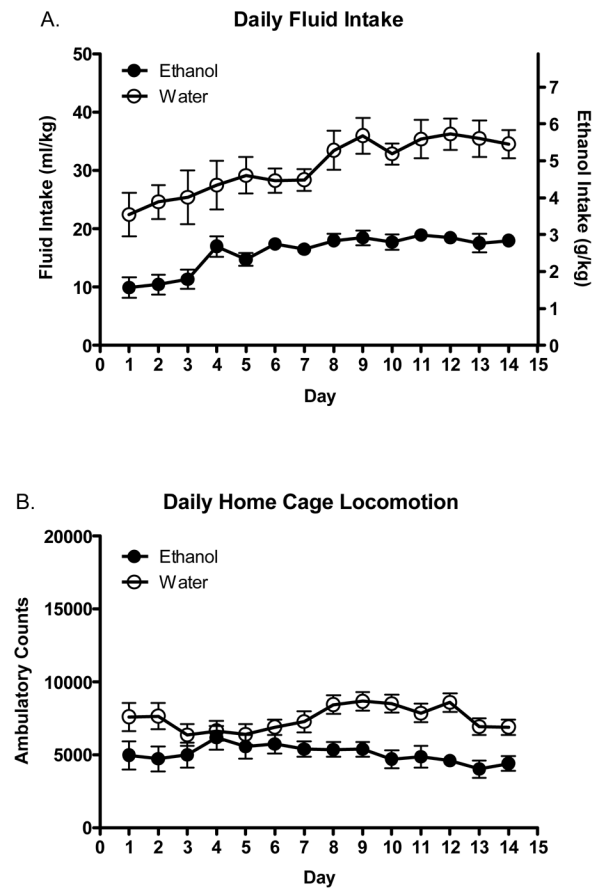 A.
Daily Fluid Intake
Ethanol
Water
Fluid Intake (ml/kg)
50
40
30
20
10
0
Ethanol Intake (g/kg)
7
6
5
4
3
2
1
0
0 1 2 3 4 5 6 7 8 9 10 11 12 13 14 15
Day
B.
Daily Home Cage Locomotion
Ethanol
Water
Ambulatory Counts
20000
15000
10000
5000
0
0 1 2 3 4 5 6 7 8 9 10 11 12 13 14 15
Day